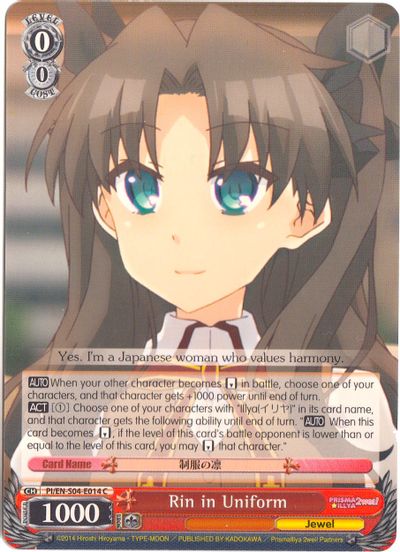 LEVEL
0
0
COST
Yes. I'm a Japanese woman who values harmony.
AUTO When your other character becomes [▼] in battle, choose one of your
characters, and that character gets +1000 power until end of turn.
ACT [①] Choose one of your characters with "Illya(イリヤ)" in its card name,
and that character gets the following ability until end of turn. "AUTO When this
becomes [▼], if the level of this card's battle opponent is lower than or
equal to the level of this card, you may [▼] that character."
Card Name 制服の凛
CH PI/EN-S04-E014 C
Rin in Uniform
PRISMA ILLYA 2wei!
POWER 1000
Jewel
©2014 Hiroshi Hiroyama・TYPE-MOON / PUBLISHED BY KADOKAWA / PrismaIllya 2wei! Partners